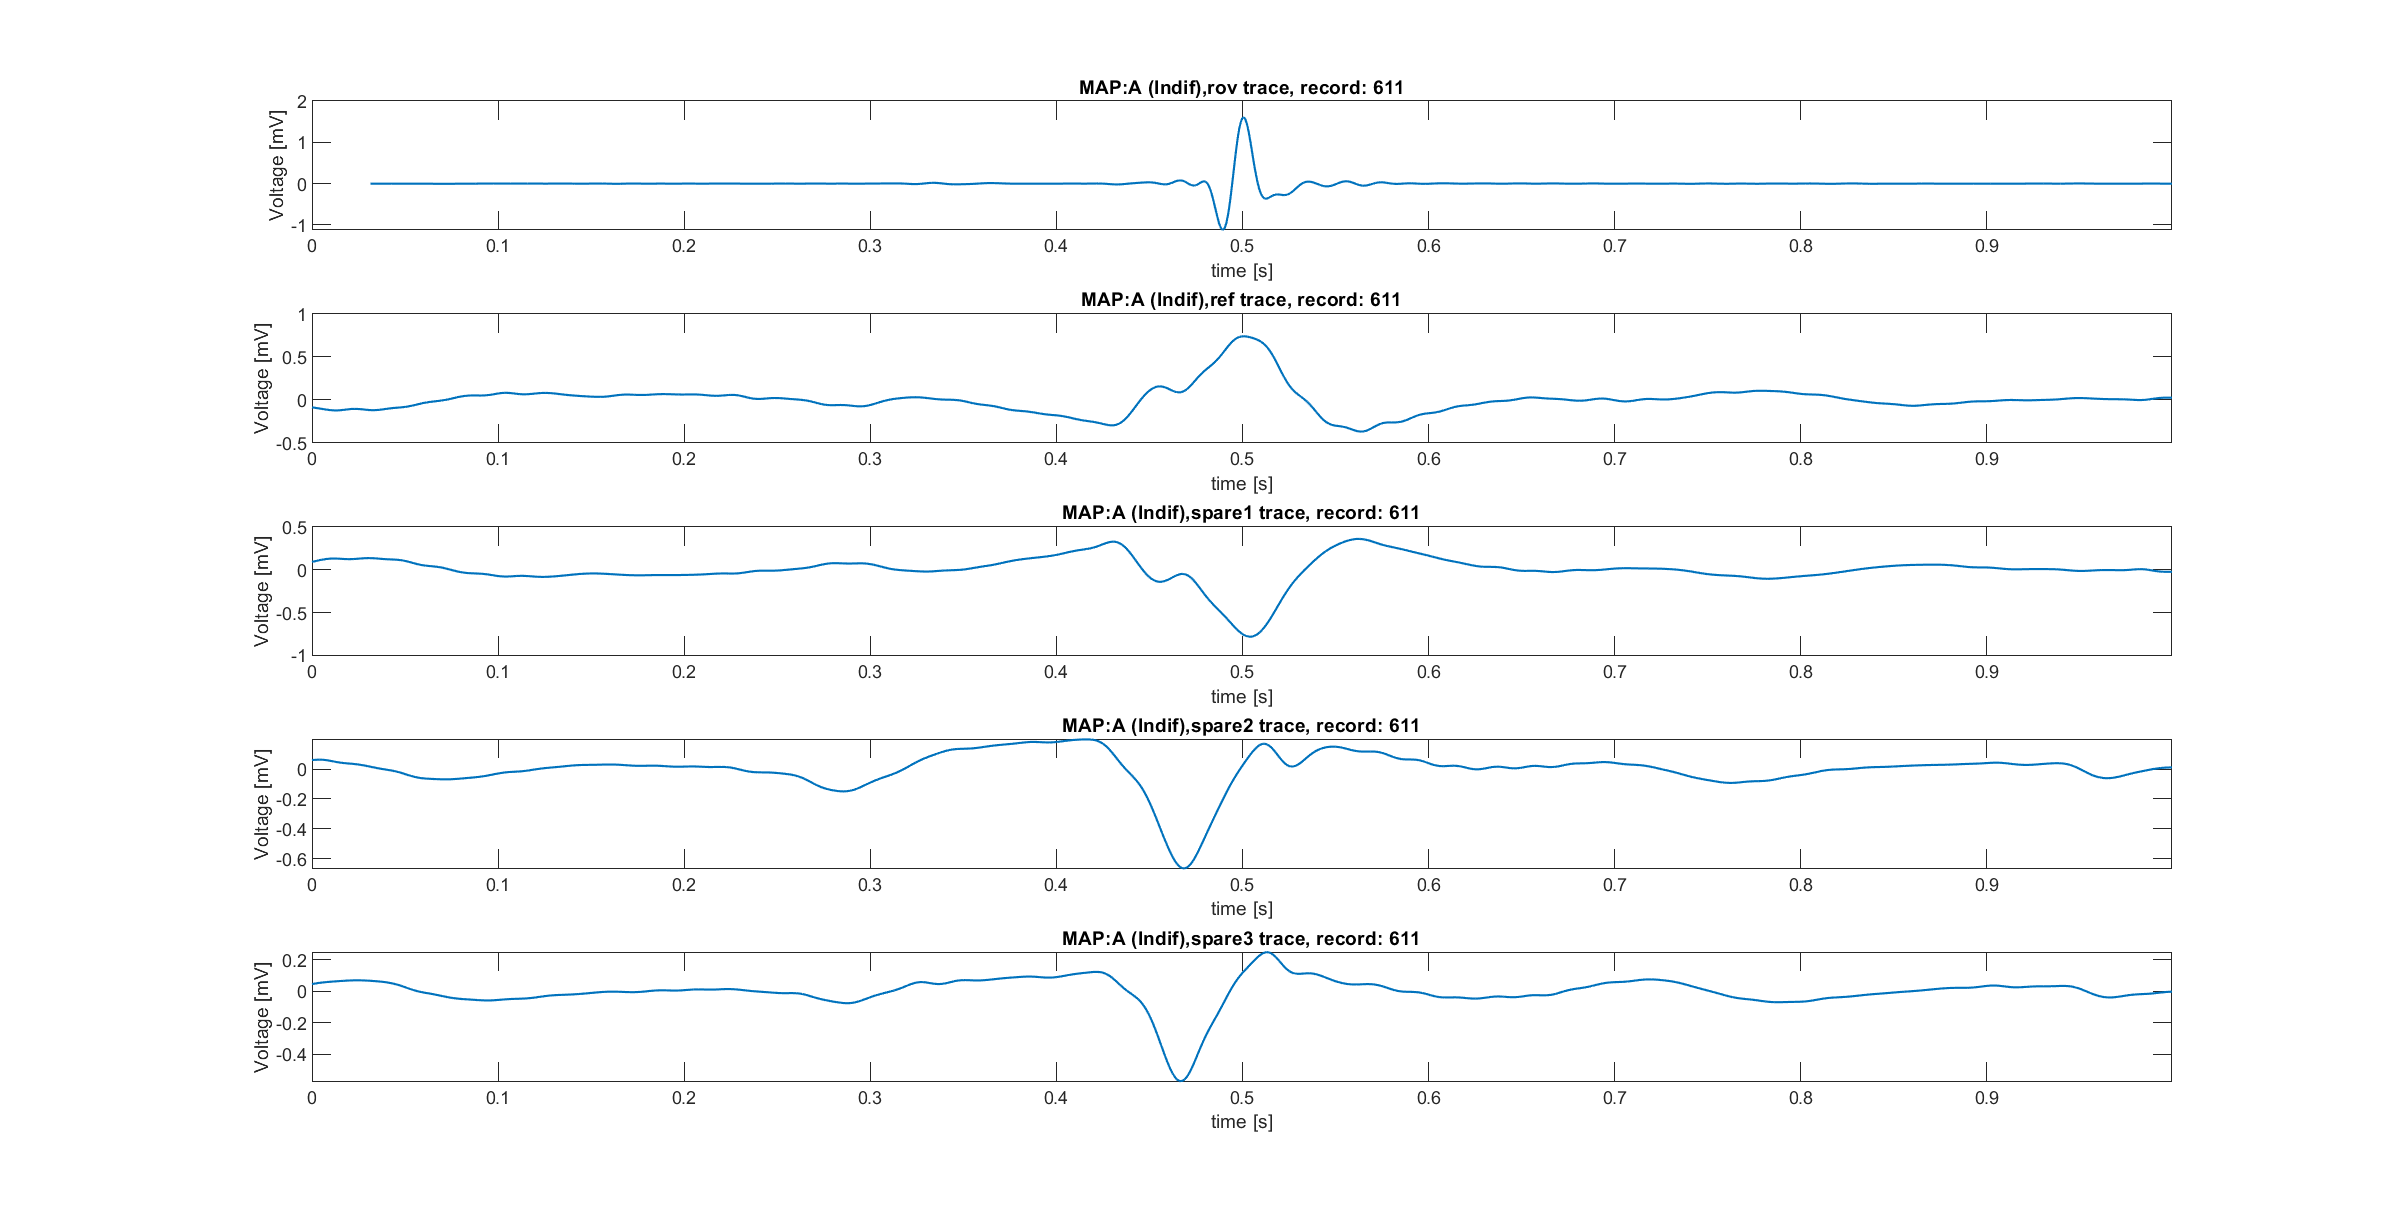 MAP:A (Indif),rov trace, record: 611
Voltage [mV]
2
1
0
-1
0 0.1 0.2 0.3 0.4 0.5 0.6 0.7 0.8 0.9
time [s]
MAP:A (Indif),ref trace, record: 611
Voltage [mV]
1
0.5
0
-0.5
0 0.1 0.2 0.3 0.4 0.5 0.6 0.7 0.8 0.9
time [s]
MAP:A (Indif),spare1 trace, record: 611
Voltage [mV]
0.5
0
-0.5
-1
0 0.1 0.2 0.3 0.4 0.5 0.6 0.7 0.8 0.9
time [s]
MAP:A (Indif),spare2 trace, record: 611
Voltage [mV]
0
-0.2
-0.4
-0.6
0 0.1 0.2 0.3 0.4 0.5 0.6 0.7 0.8 0.9
time [s]
MAP:A (Indif),spare3 trace, record: 611
Voltage [mV]
0.2
0
-0.2
-0.4
0 0.1 0.2 0.3 0.4 0.5 0.6 0.7 0.8 0.9
time [s]